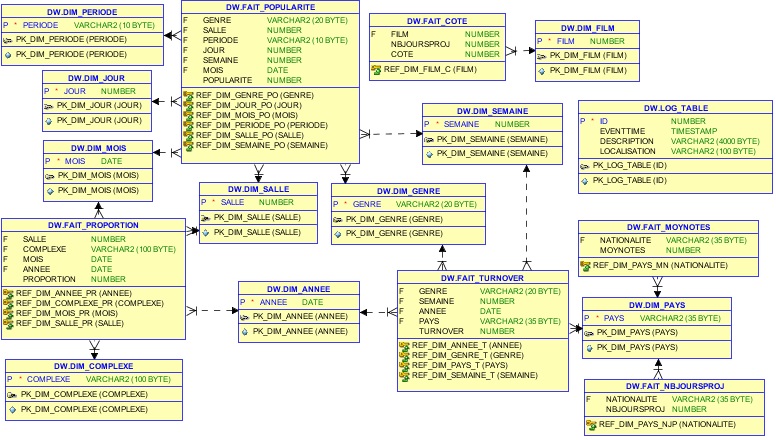 DW.DIM_PERIODE
P * PERIODE VARCHAR2 (10 BYTE)
PK_DIM_PERIODE (PERIODE)
PK_DIM_PERIODE (PERIODE)
DW.FAIT_POPULARITE
F GENRE VARCHAR2 (20 BYTE)
F SALLE NUMBER
F PERIODE VARCHAR2 (10 BYTE)
F JOUR NUMBER
F SEMAINE NUMBER
F MOIS DATE
POPULARITE NUMBER
REF_DIM_GENRE_PO (GENRE)
REF_DIM_JOUR_PO (JOUR)
REF_DIM_MOIS_PO (MOIS)
REF_DIM_PERIODE_PO (PERIODE)
REF_DIM_SALLE_PO (SALLE)
REF_DIM_SEMAINE_PO (SEMAINE)
DW.FAIT_COTE
F FILM NUMBER
NBJOURSPROJ NUMBER
COTE NUMBER
REF_DIM_FILM_C (FILM)
DW.DIM_FILM
P * FILM NUMBER
PK_DIM_FILM (FILM)
PK_DIM_FILM (FILM)
DW.DIM_JOUR
P * JOUR NUMBER
PK_DIM_JOUR (JOUR)
PK_DIM_JOUR (JOUR)
DW.DIM_SEMAINE
P * SEMAINE NUMBER
PK_DIM_SEMAINE (SEMAINE)
PK_DIM_SEMAINE (SEMAINE)
DW.LOG_TABLE
P * ID NUMBER
EVENTTIME TIMESTAMP
DESCRIPTION VARCHAR2 (4000 BYTE)
LOCALISATION VARCHAR2 (100 BYTE)
PK_LOG_TABLE (ID)
PK_LOG_TABLE (ID)
DW.DIM_MOIS
P * MOIS DATE
PK_DIM_MOIS (MOIS)
PK_DIM_MOIS (MOIS)
DW.DIM_SALLE
P * SALLE NUMBER
PK_DIM_SALLE (SALLE)
PK_DIM_SALLE (SALLE)
DW.DIM_GENRE
P * GENRE VARCHAR2 (20 BYTE)
PK_DIM_GENRE (GENRE)
PK_DIM_GENRE (GENRE)
DW.FAIT_PROPORTION
F SALLE NUMBER
F COMPLEXE VARCHAR2 (100 BYTE)
F MOIS DATE
F ANNEE DATE
PROPORTION NUMBER
REF_DIM_ANNEE_PR (ANNEE)
REF_DIM_COMPLEXE_PR (COMPLEXE)
REF_DIM_MOIS_PR (MOIS)
REF_DIM_SALLE_PR (SALLE)
DW.FAIT_MOYNOTES
F NATIONALITE VARCHAR2 (35 BYTE)
MOYNOTES NUMBER
REF_DIM_PAYS_MN (NATIONALITE)
DW.DIM_ANNEE
P * ANNEE DATE
PK_DIM_ANNEE (ANNEE)
PK_DIM_ANNEE (ANNEE)
DW.FAIT_TURNOVER
F GENRE VARCHAR2 (20 BYTE)
F SEMAINE NUMBER
F ANNEE DATE
F PAYS VARCHAR2 (35 BYTE)
TURNOVER NUMBER
REF_DIM_ANNEE_T (ANNEE)
REF_DIM_GENRE_T (GENRE)
REF_DIM_PAYS_T (PAYS)
REF_DIM_SEMAINE_T (SEMAINE)
DW.DIM_PAYS
P * PAYS VARCHAR2 (35 BYTE)
PK_DIM_PAYS (PAYS)
PK_DIM_PAYS (PAYS)
DW.DIM_COMPLEXE
P * COMPLEXE VARCHAR2 (100 BYTE)
PK_DIM_COMPLEXE (COMPLEXE)
PK_DIM_COMPLEXE (COMPLEXE)
DW.FAIT_NBJOURSPROJ
F NATIONALITE VARCHAR2 (35 BYTE)
NBJOURSPROJ NUMBER
REF_DIM_PAYS_NJP (NATIONALITE)